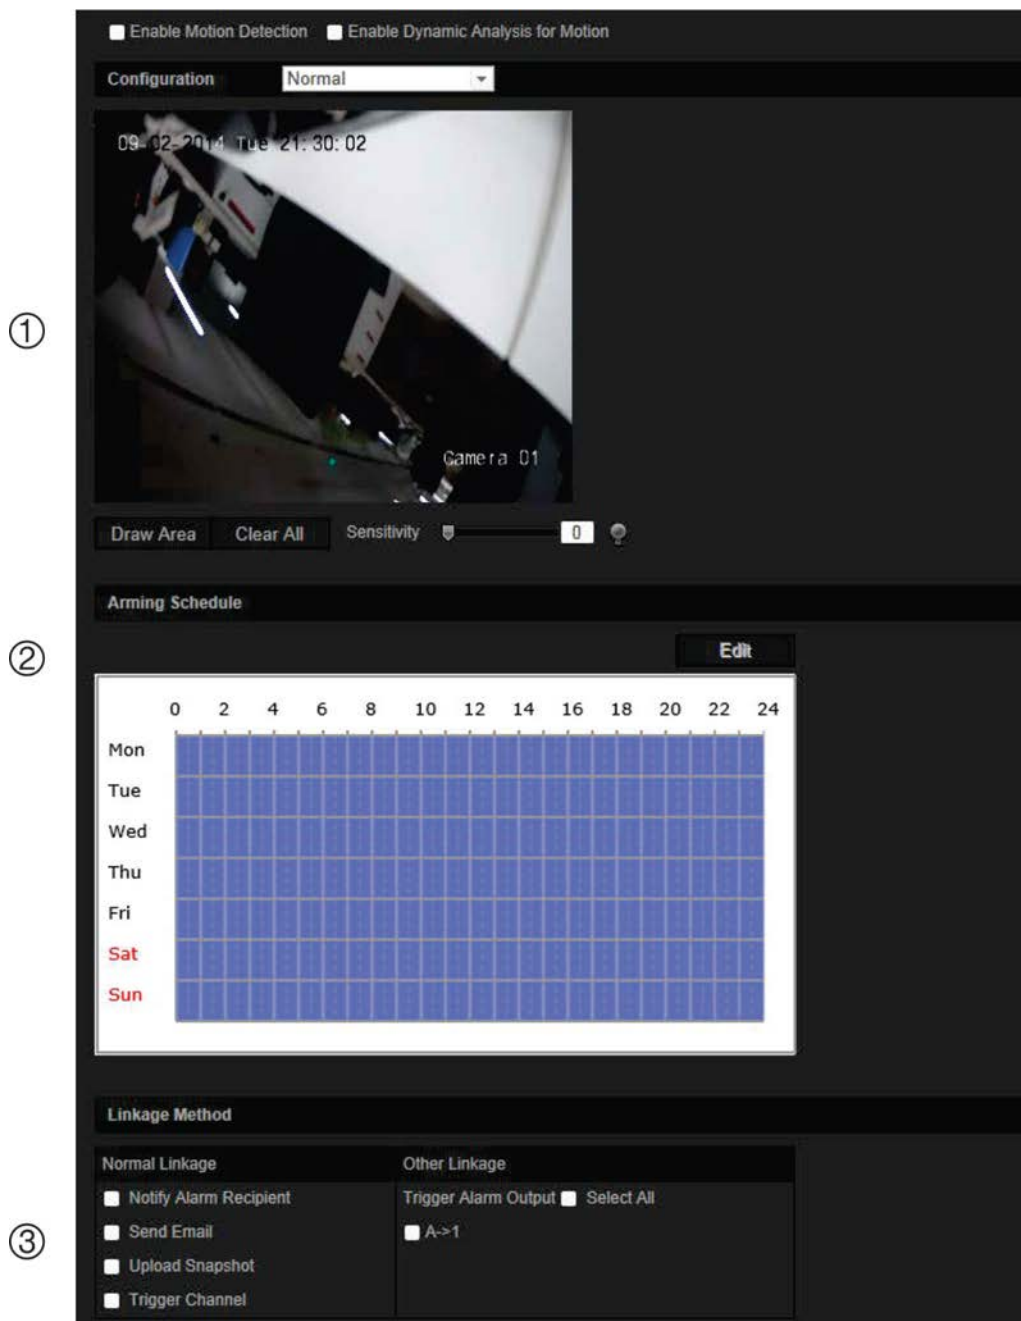 Enable Motion Detection Enable Dynamic Analysis for Motion
Configuration Normal
09-02-2014 Tue 21:30:02
①
Camera 01
Draw Area Clear All Sensitivity 0
Arming Schedule
②
Edit
0 2 4 6 8 10 12 14 16 18 20 22 24
Mon
Tue
Wed
Thu
Fri
Sat
Sun
Linkage Method
Normal Linkage Other Linkage
Notify Alarm Recipient Trigger Alarm Output Select All
③
Send Email A->1
Upload Snapshot
Trigger Channel